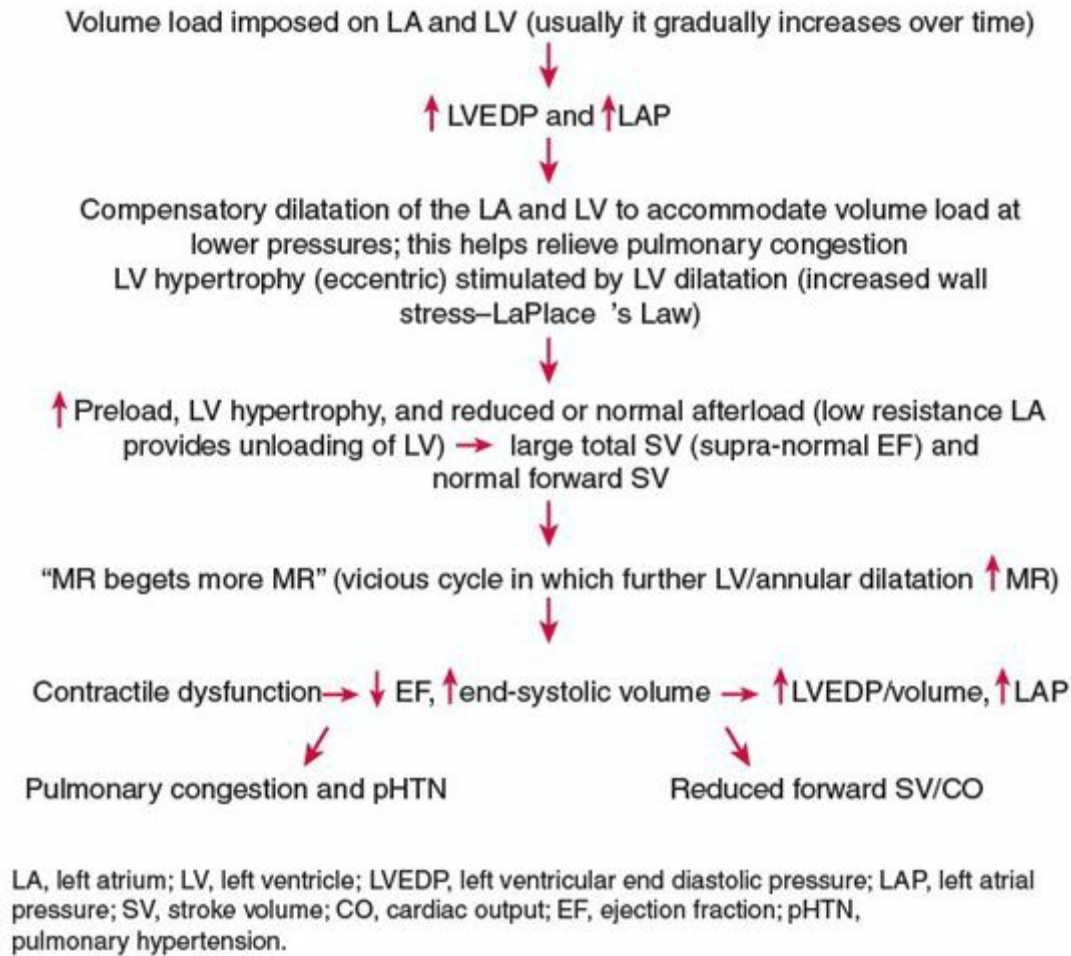 Volume load imposed on LA and LV (usually it gradually increases over time)
↑ LVEDP and ↑LAP
Compensatory dilatation of the LA and LV to accommodate volume load at
lower pressures; this helps relieve pulmonary congestion
LV hypertrophy (eccentric) stimulated by LV dilatation (increased wall
stress–LaPlace ’s Law)
↑ Preload, LV hypertrophy, and reduced or normal afterload (low resistance LA
provides unloading of LV) → large total SV (supra-normal EF) and
normal forward SV
“MR begets more MR” (vicious cycle in which further LV/annular dilatation ↑MR)
Contractile dysfunction→ ↓ EF, ↑end-systolic volume → ↑LVEDP/volume, ↑LAP
Pulmonary congestion and pHTN Reduced forward SV/CO
LA, left atrium; LV, left ventricle; LVEDP, left ventricular end diastolic pressure; LAP, left atrial
pressure; SV, stroke volume; CO, cardiac output; EF, ejection fraction; pHTN,
pulmonary hypertension.